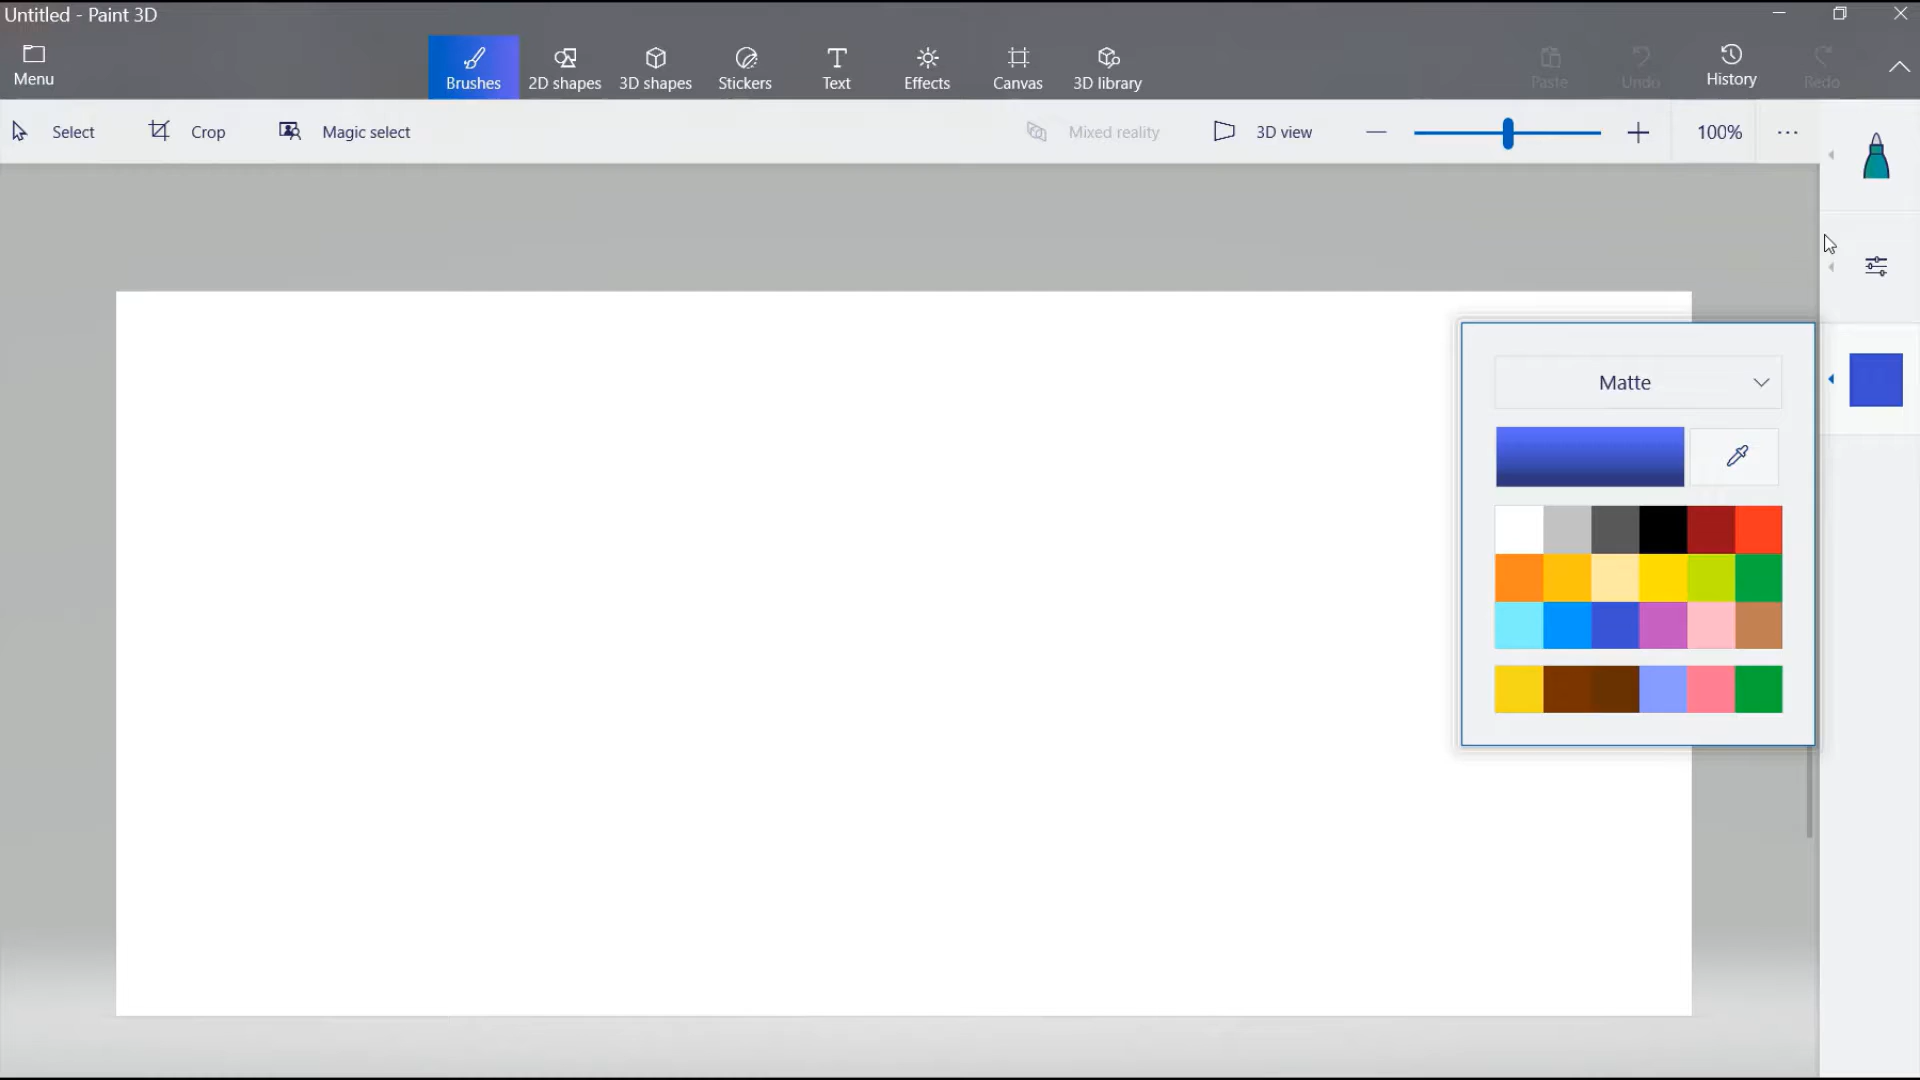 Untitled - Paint 3D
Menu
Brushes
2D shapes
3D shapes
Stickers
Text
Effects
Canvas
3D library
Paste
Undo
History
Redo
Select
Crop
Magic select
Mixed reality
3D view
100%
Matte